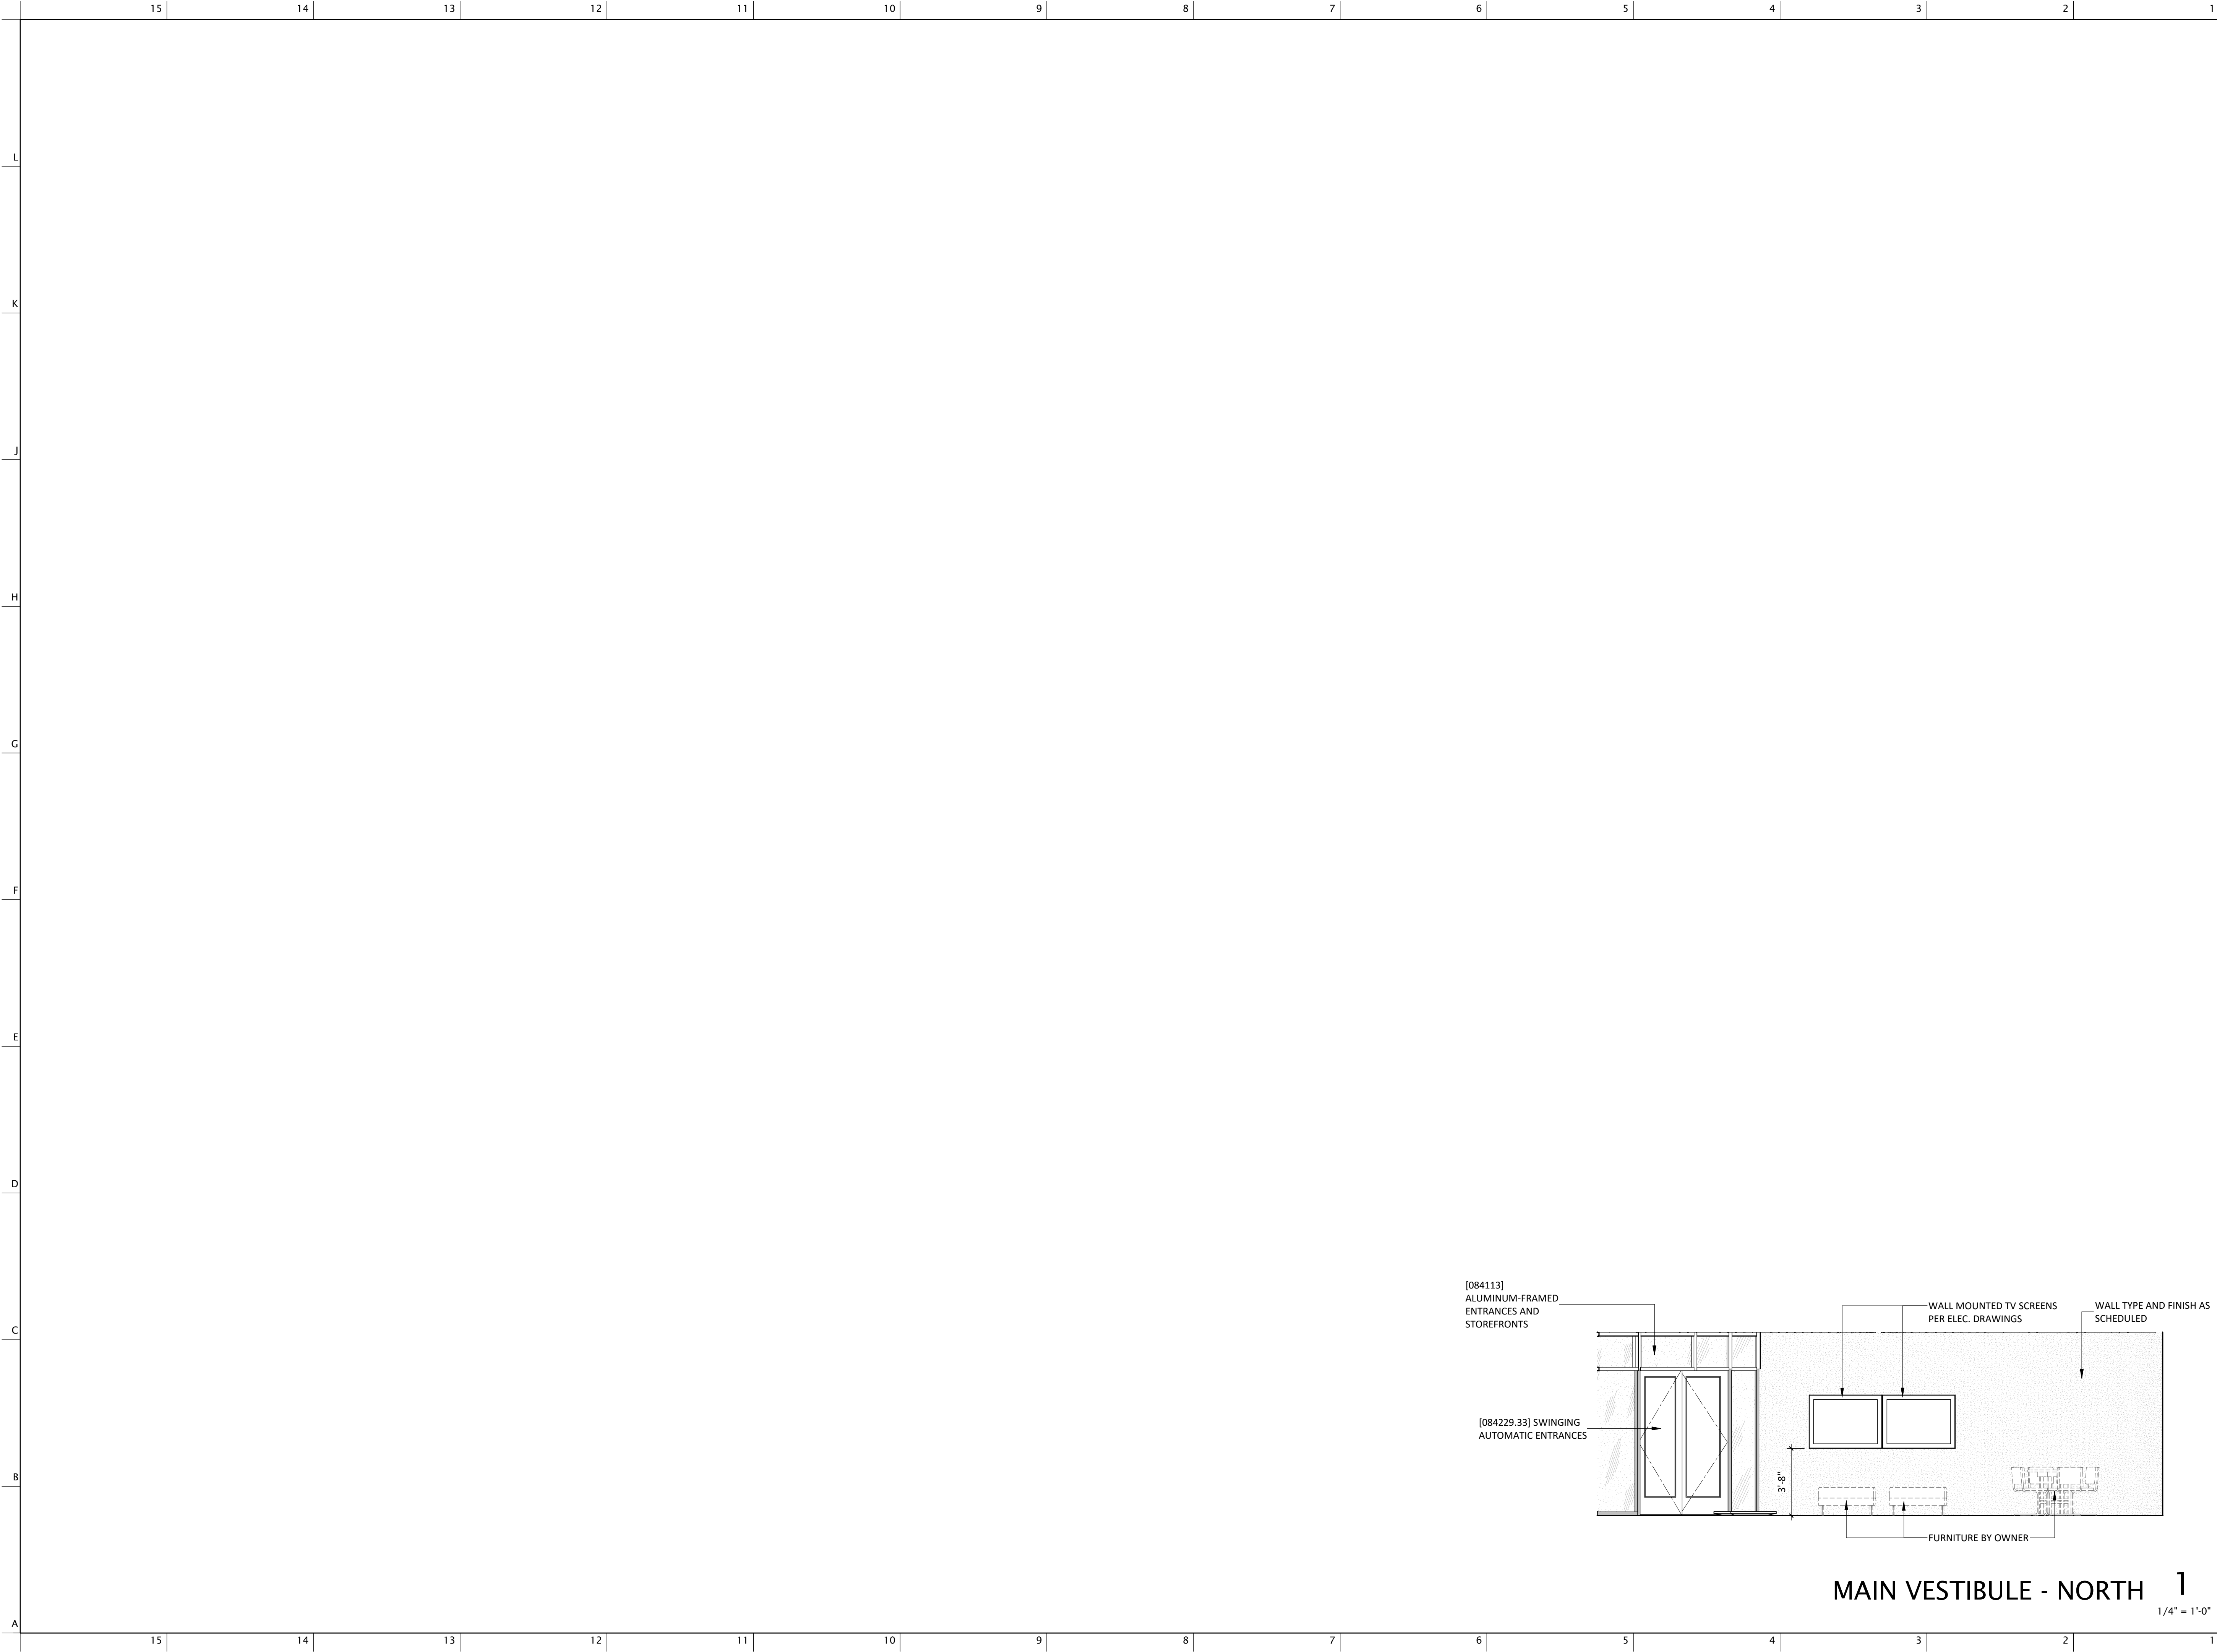 15 14 13 12 11 10 9 8 7 6 5 4 3 2 1
L
K
J
H
G
F
E
D
C
B
A
[084113]
ALUMINUM-FRAMED
ENTRANCES AND
STOREFRONTS
WALL MOUNTED TV SCREENS
PER ELEC. DRAWINGS
WALL TYPE AND FINISH AS
SCHEDULED
[084229.33] SWINGING
AUTOMATIC ENTRANCES
3'-8"
FURNITURE BY OWNER
MAIN VESTIBULE - NORTH 1
1/4" = 1'-0"
15 14 13 12 11 10 9 8 7 6 5 4 3 2 1